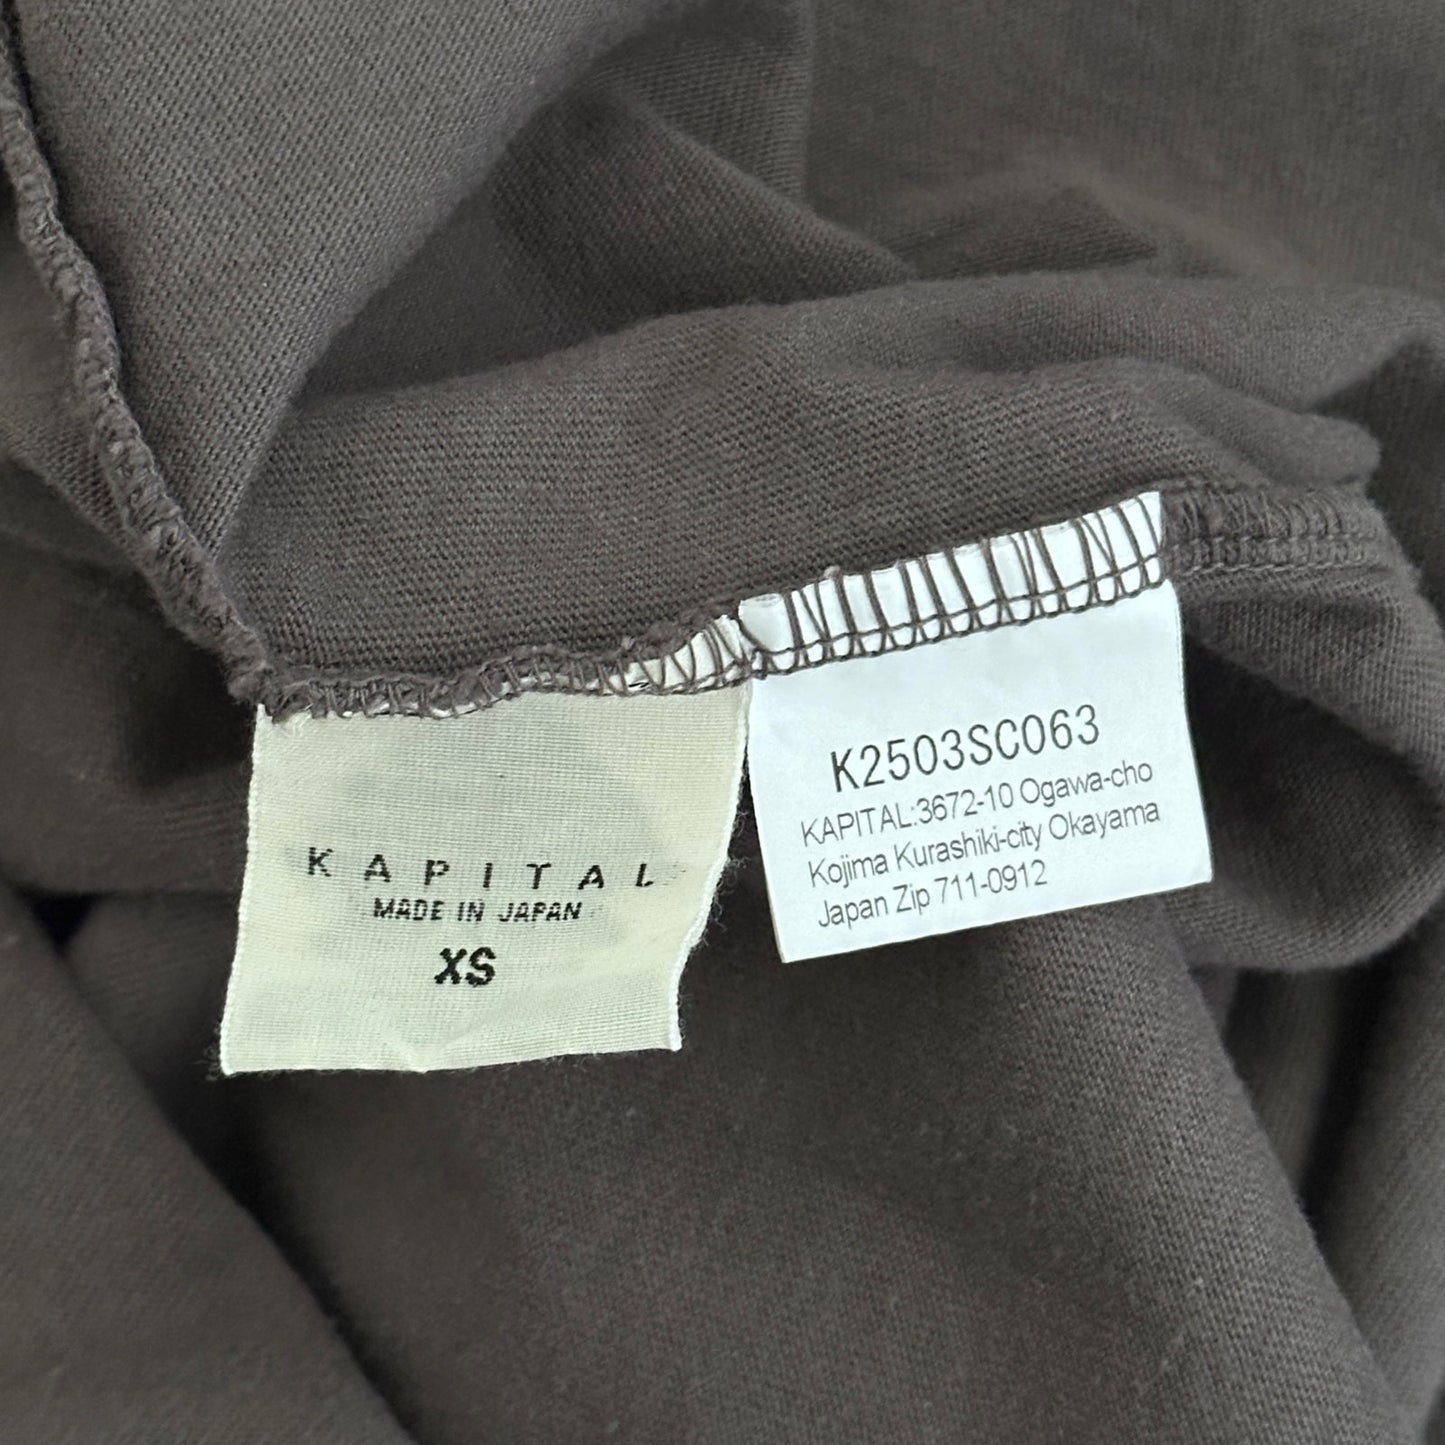 KAPITAL
MADE IN JAPAN
XS
K2503SC063
KAPITAL:3672-10 Ogawa-cho
Kojima Kurashiki-city Okayama
Japan Zip 711-0912